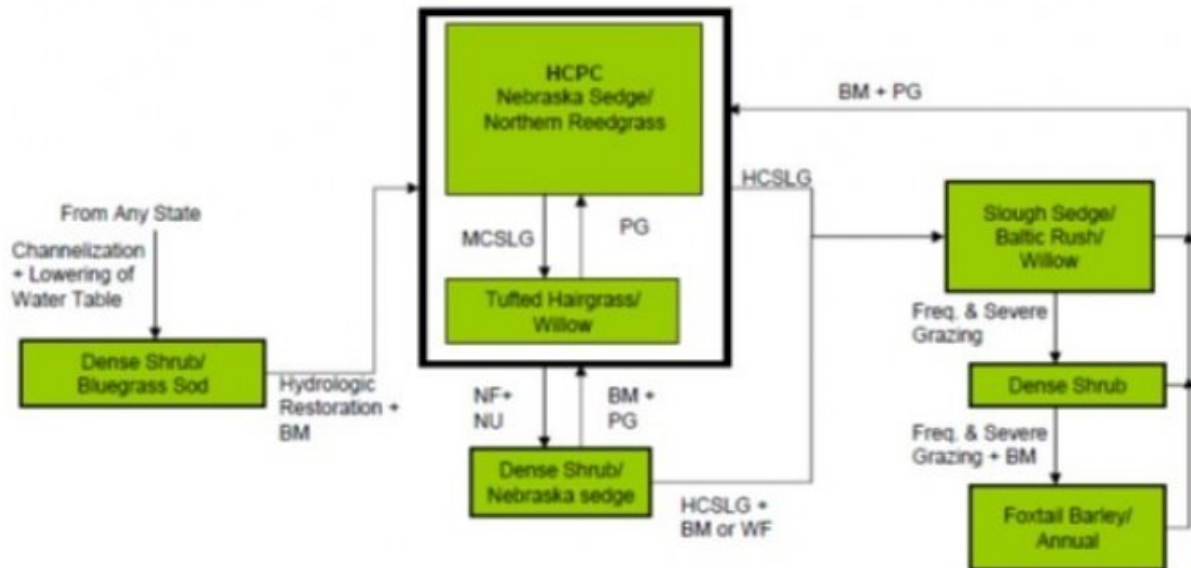 HCPC
Nebraska Sedge/
Northern Reedgrass
MCSLG
PG
Tufted Hairgrass/
Willow
From Any State
Channelization
+ Lowering of
Water Table
Dense Shrub/
Bluegrass Sod
Hydrologic
Restoration +
BM
NF+
NU
BM +
PG
Dense Shrub/
Nebraska sedge
HCSLG +
BM or WF
BM + PG
HCSLG
Slough Sedge/
Baltic Rush/
Willow
Freq. & Severe
Grazing
Dense Shrub
Freq. & Severe
Grazing + BM
Foxtail Barley/
Annual